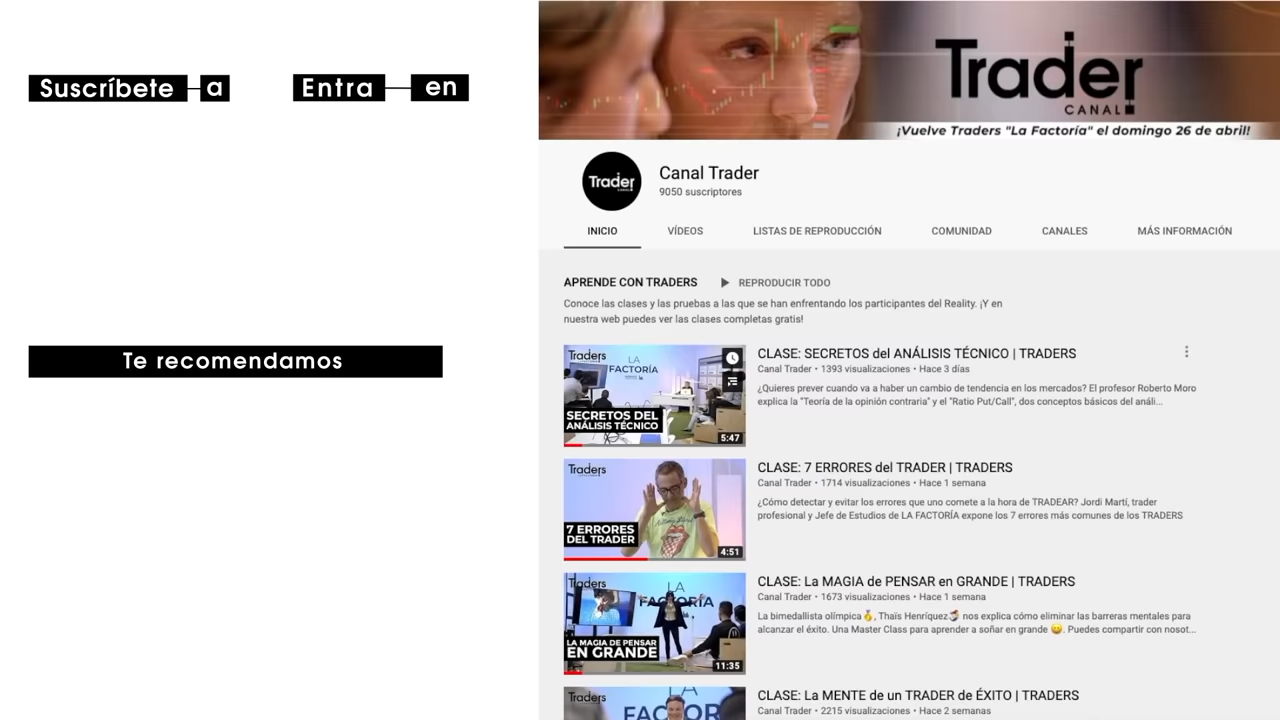 Suscríbete a
Entra en
Te recomendamos
Trader
CANAL
¡Vuelve Traders "La Factoría" el domingo 26 de abril!
Trader
CANAL
Canal Trader
9050 suscriptores
INICIO
VÍDEOS
LISTAS DE REPRODUCCIÓN
COMUNIDAD
CANALES
MÁS INFORMACIÓN
APRENDE CON TRADERS
REPRODUCIR TODO
Conoce las clases y las pruebas a las que se han enfrentando los participantes del Reality. ¡Y en
nuestra web puedes ver las clases completas gratis!
Traders
LA
FACTORÍA
SECRETOS DEL
ANÁLISIS TÉCNICO
5:47
CLASE: SECRETOS del ANÁLISIS TÉCNICO | TRADERS
Canal Trader • 1393 visualizaciones • Hace 3 días
¿Quieres prever cuando va a haber un cambio de tendencia en los mercados? El profesor Roberto Moro
explica la "Teoría de la opinión contraria" y el "Ratio Put/Call", dos conceptos básicos del análi...
Traders
7 ERRORES
DEL TRADER
4:51
CLASE: 7 ERRORES del TRADER | TRADERS
Canal Trader • 1714 visualizaciones • Hace 1 semana
¿Cómo detectar y evitar los errores que uno comete a la hora de TRADEAR? Jordi Martí, trader
profesional y Jefe de Estudios de LA FACTORÍA expone los 7 errores más comunes de los TRADERS
Traders
LA
FACTORÍA
LA MAGIA DE PENSAR
EN GRANDE
11:35
CLASE: La MAGIA de PENSAR en GRANDE | TRADERS
Canal Trader • 1673 visualizaciones • Hace 1 semana
La bimedallista olímpica🥇, Thaïs Henríquez🏊 nos explica cómo eliminar las barreras mentales para
alcanzar el éxito. Una Master Class para aprender a soñar en grande 😀. Puedes compartir con nosot...
Traders
LA
CLASE: La MENTE de un TRADER de ÉXITO | TRADERS
Canal Trader • 2215 visualizaciones • Hace 2 semanas